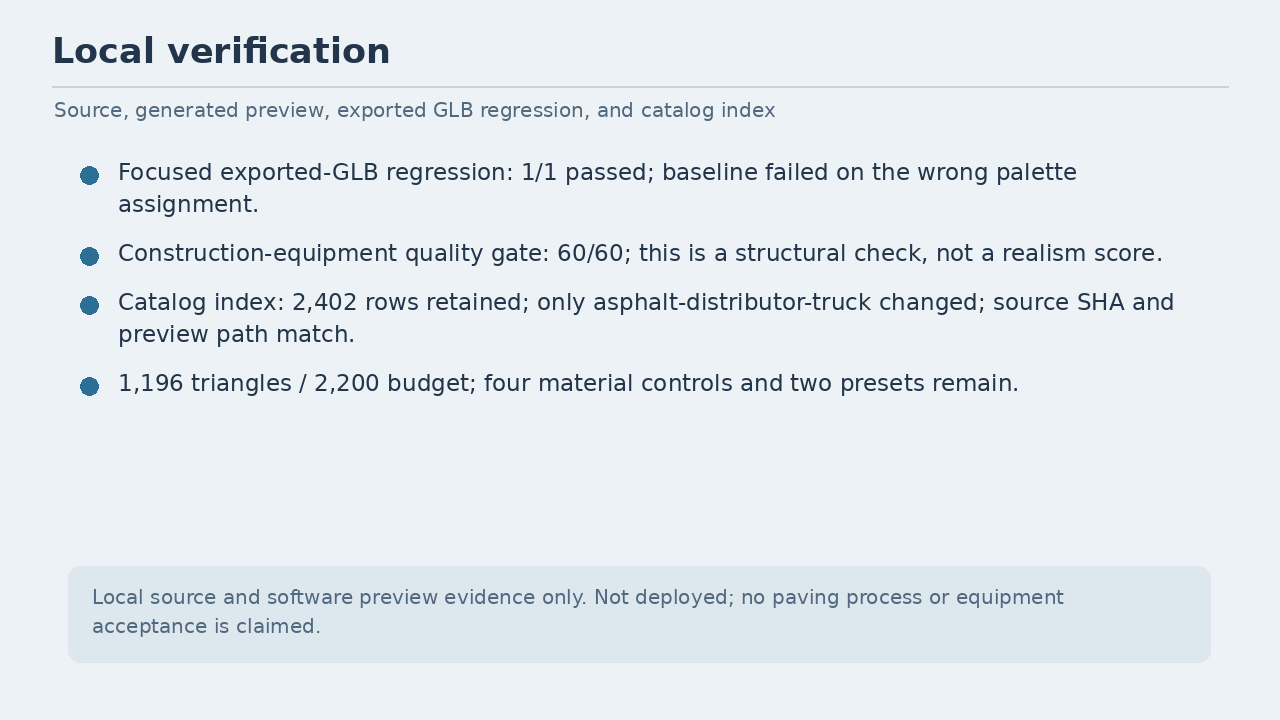 Local verification
Source, generated preview, exported GLB regression, and catalog index
Focused exported-GLB regression: 1/1 passed; baseline failed on the wrong palette
assignment.
Construction-equipment quality gate: 60/60; this is a structural check, not a realism score.
Catalog index: 2,402 rows retained; only asphalt-distributor-truck changed; source SHA and
preview path match.
1,196 triangles / 2,200 budget; four material controls and two presets remain.
Local source and software preview evidence only. Not deployed; no paving process or equipment
acceptance is claimed.